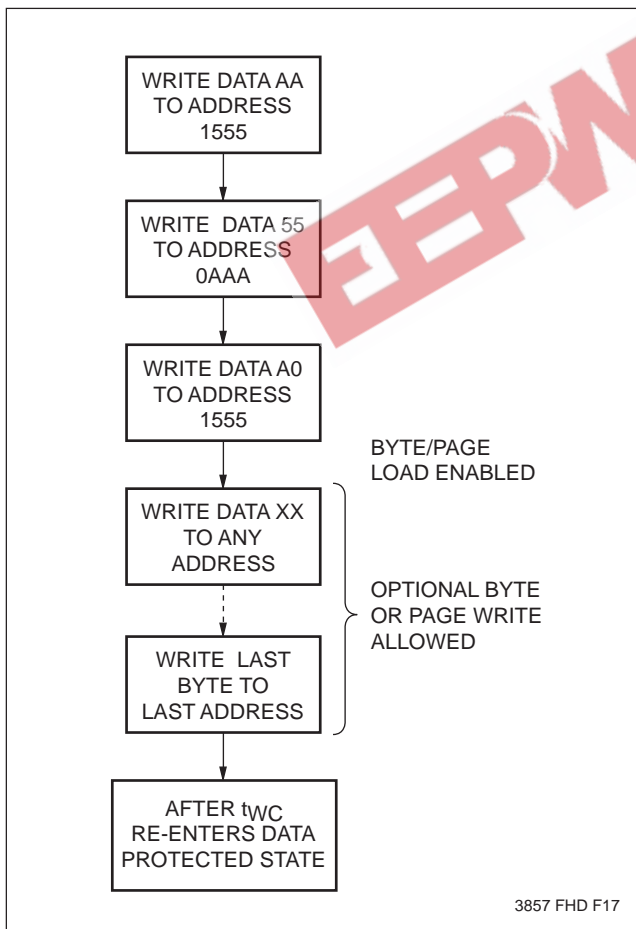 WRITE DATA AA
TO ADDRESS
1555
WRITE DATA 55
TO ADDRESS
0AAA
WRITE DATA A0
TO ADDRESS
1555
BYTE/PAGE
LOAD ENABLED
WRITE DATA XX
TO ANY
ADDRESS
OPTIONAL BYTE
OR PAGE WRITE
ALLOWED
WRITE LAST
BYTE TO
LAST ADDRESS
AFTER tWC
RE-ENTERS DATA
PROTECTED STATE
3857 FHD F17
EEPW